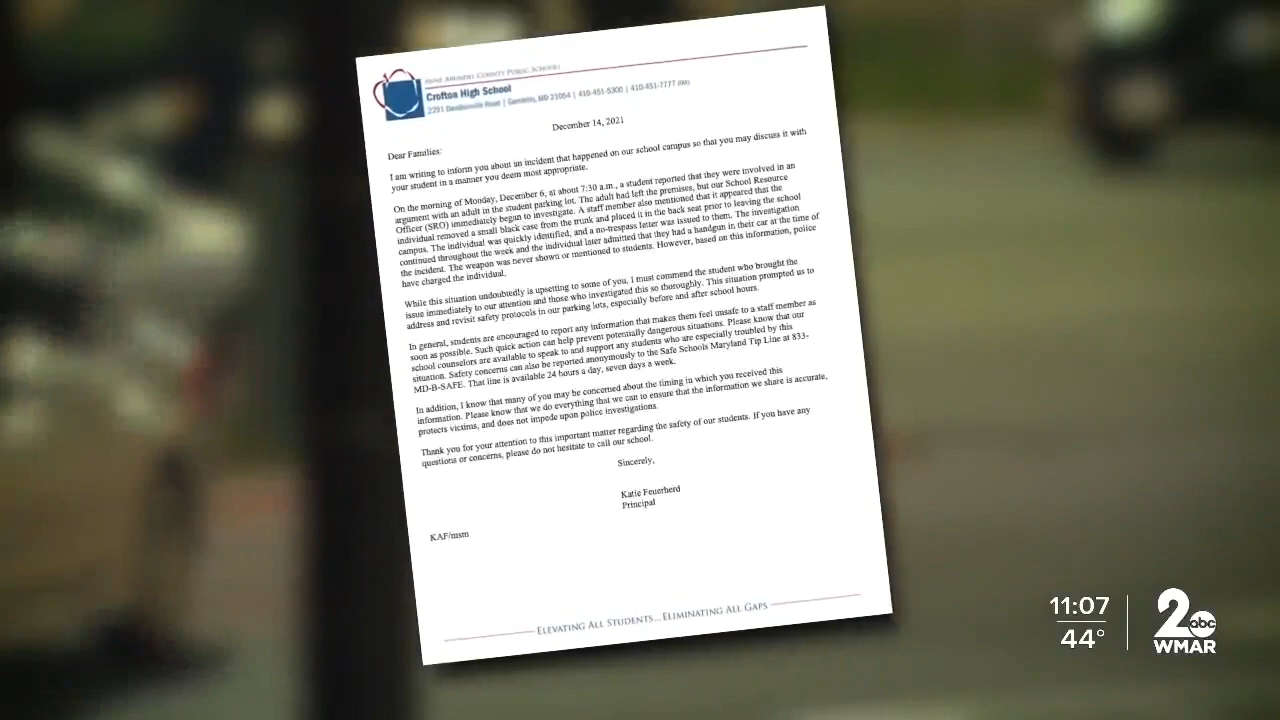 ANNE ARUNDEL COUNTY PUBLIC SCHOOLS
Crofton High School
2291 Davidsonville Road | Gambrills, MD 21054 | 410-451-5300 | 410-451-7777 (fax)
December 14, 2021
Dear Families:
I am writing to inform you about an incident that happened on our school campus so that you may discuss it with
your student in a manner you deem most appropriate.
On the morning of Monday, December 6, at about 7:30 a.m., a student reported that they were involved in an
argument with an adult in the student parking lot. The adult had left the premises, but our School Resource
Officer (SRO) immediately began to investigate. A staff member also mentioned that it appeared that the
individual removed a small black case from the trunk and placed it in the back seat prior to leaving the school
campus. The individual was quickly identified, and a no-trespass letter was issued to them. The investigation
continued throughout the week and the individual later admitted that they had a handgun in their car at the time of
the incident. The weapon was never shown or mentioned to students. However, based on this information, police
have charged the individual.
While this situation undoubtedly is upsetting to some of you, I must commend the student who brought the
issue immediately to our attention and those who investigated this so thoroughly. This situation prompted us to
address and revisit safety protocols in our parking lots, especially before and after school hours.
In general, students are encouraged to report any information that makes them feel unsafe to a staff member as
soon as possible. Such quick action can help prevent potentially dangerous situations. Please know that our
school counselors are available to speak to and support any students who are especially troubled by this
situation. Safety concerns can also be reported anonymously to the Safe Schools Maryland Tip Line at 833-
MD-B-SAFE. That line is available 24 hours a day, seven days a week.
In addition, I know that many of you may be concerned about the timing in which you received this
information. Please know that we do everything that we can to ensure that the information we share is accurate,
protects victims, and does not impede upon police investigations.
Thank you for your attention to this important matter regarding the safety of our students. If you have any
questions or concerns, please do not hesitate to call our school.
Sincerely,
Katie Feuerherd
Principal
KAF/msm
ELEVATING ALL STUDENTS...ELIMINATING ALL GAPS
11:07
44°
2 abc
WMAR